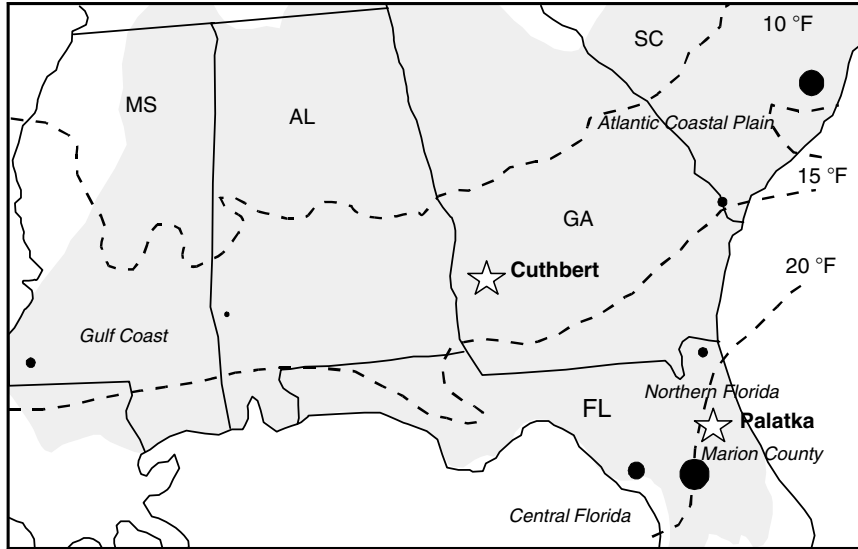 10 °F
SC
MS
AL
Atlantic Coastal Plain
15 °F
GA
Cuthbert
20 °F
Gulf Coast
Northern Florida
FL
Palatka
Marion County
Central Florida